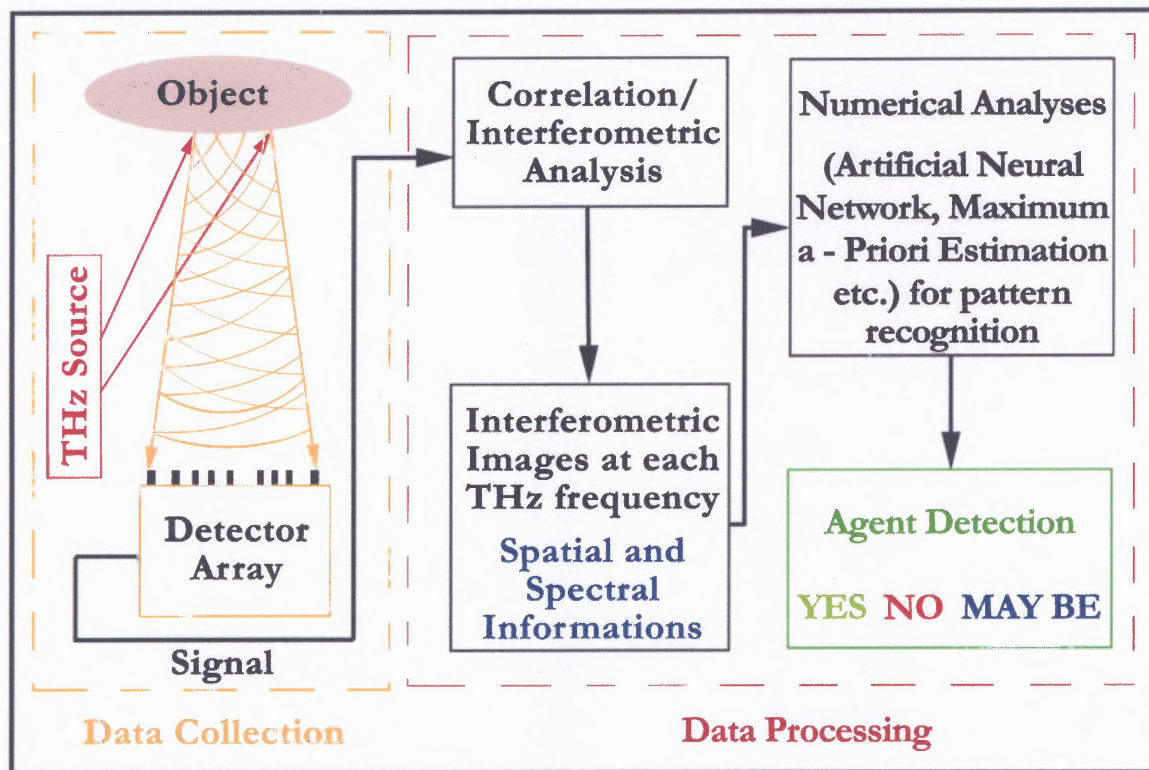 Object
THz Source
Detector
Array
Signal
Data Collection
Correlation/
Interferometric
Analysis
Interferometric
Images at each
THz frequency
Spatial and
Spectral
Informations
Numerical Analyses
(Artificial Neural
Network, Maximum
a - Priori Estimation
etc.) for pattern
recognition
Agent Detection
YES NO MAY BE
Data Processing